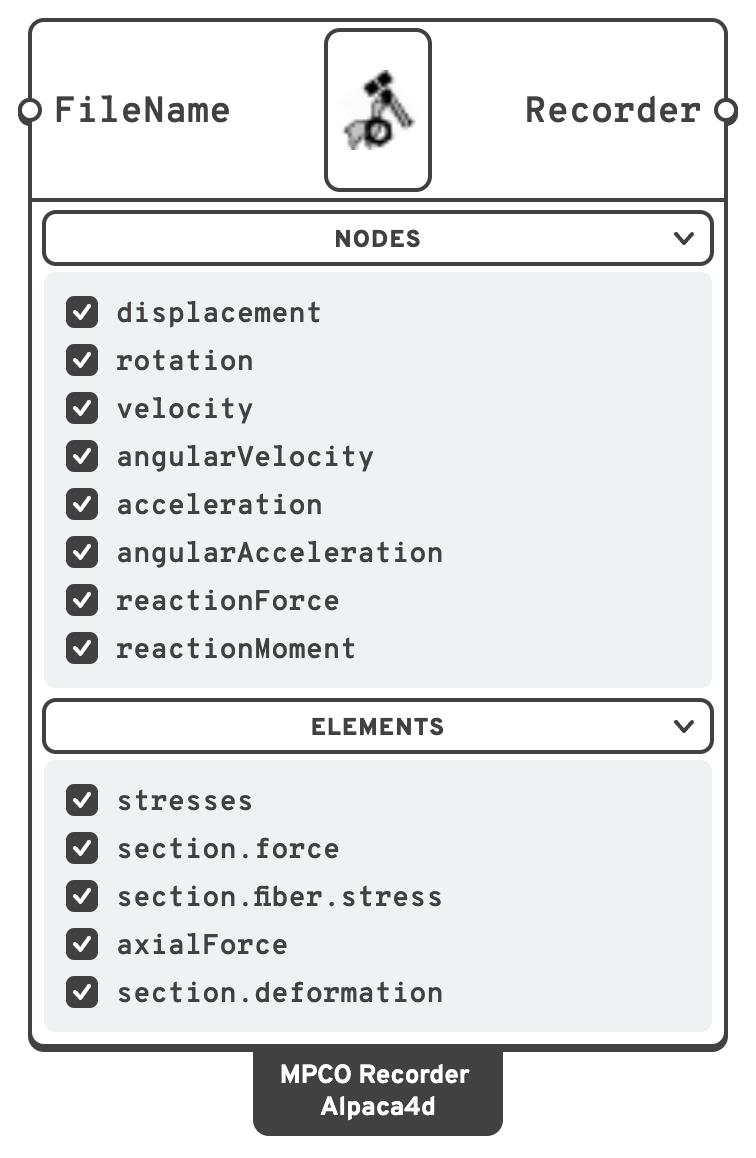 FileName
Recorder
NODES
displacement
rotation
velocity
angularVelocity
acceleration
angularAcceleration
reactionForce
reactionMoment
ELEMENTS
stresses
section.force
section.fiber.stress
axialForce
section.deformation
MPCO Recorder
Alpaca4d